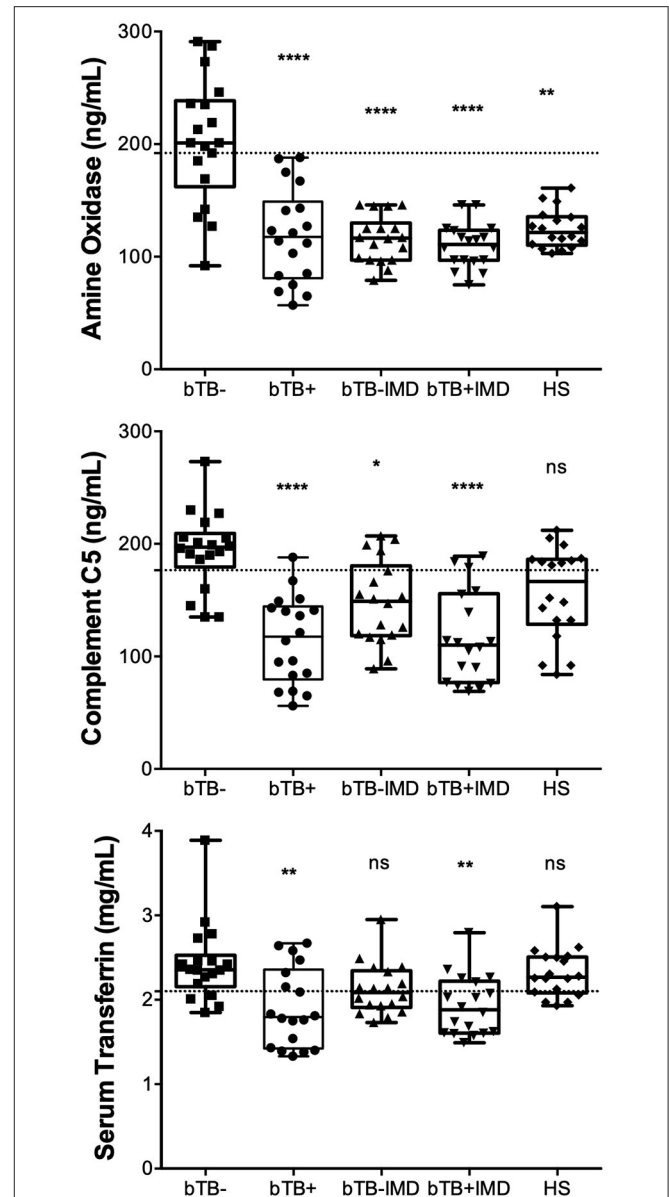 300
****
****
****
**
200
100
0
Amine Oxidase (ng/mL)
bTB- bTB+ bTB-IMD bTB+IMD HS
300
****
*
****
ns
200
100
0
Complement C5 (ng/mL)
bTB- bTB+ bTB-IMD bTB+IMD HS
4
**
ns
**
ns
3
2
1
0
Serum Transferrin (mg/mL)
bTB- bTB+ bTB-IMD bTB+IMD HS